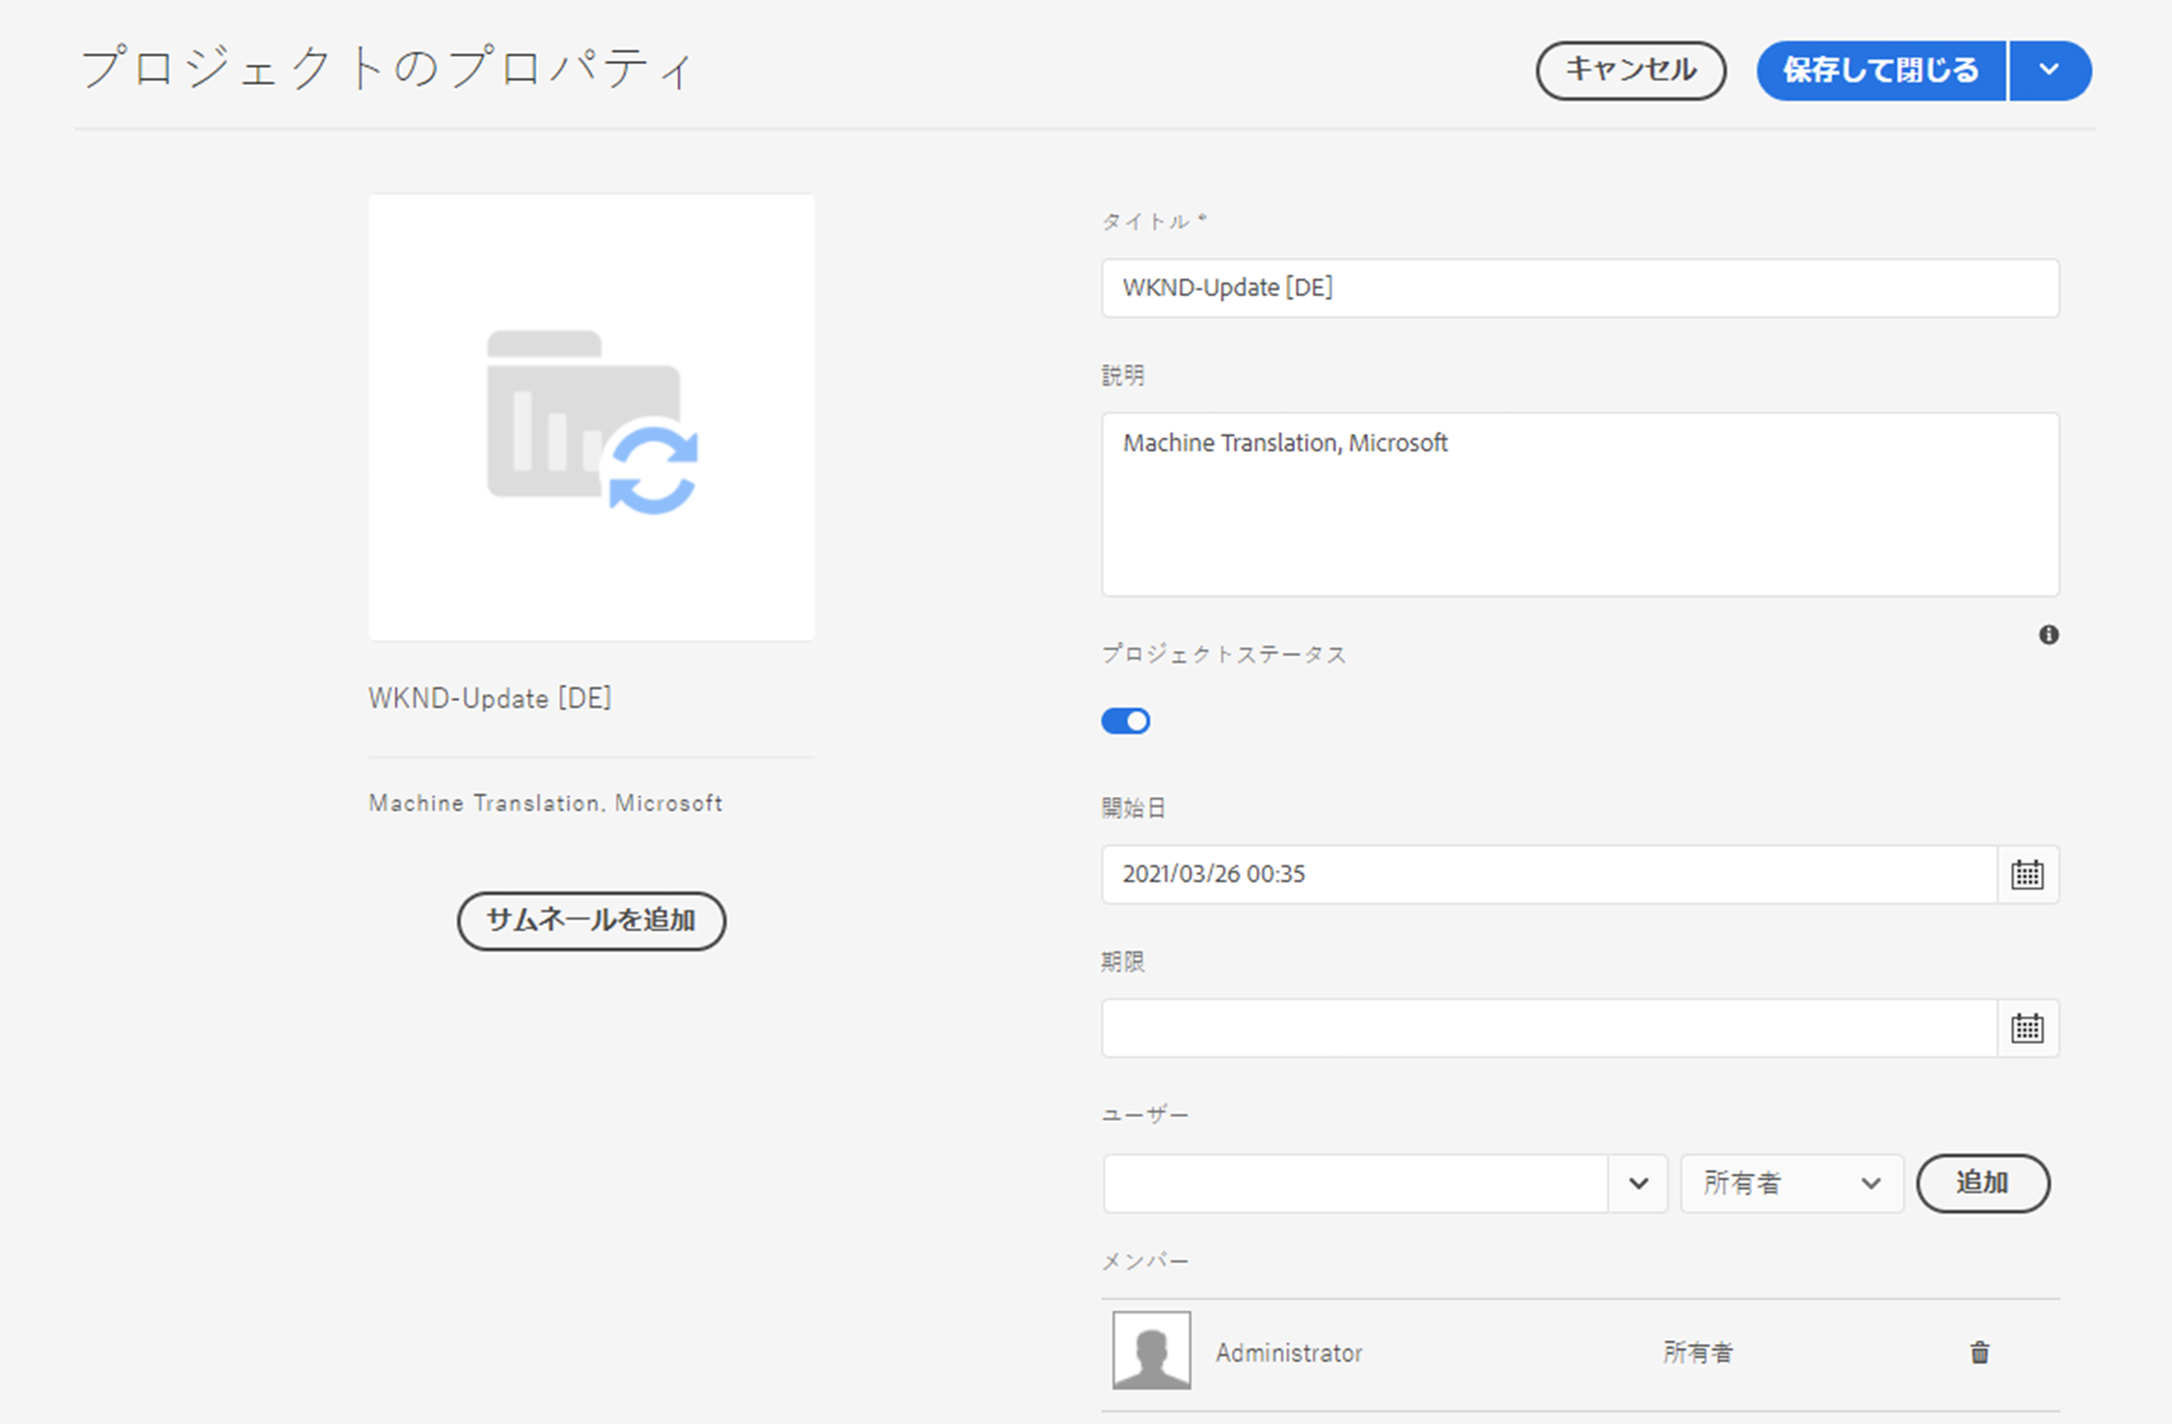 プロジェクトのプロパティ
キャンセル
保存して閉じる
WKND-Update [DE]
Machine Translation, Microsoft
サムネールを追加
タイトル *
WKND-Update [DE]
説明
Machine Translation, Microsoft
プロジェクトステータス
開始日
2021/03/26 00:35
期限
ユーザー
所有者
追加
メンバー
Administrator 所有者